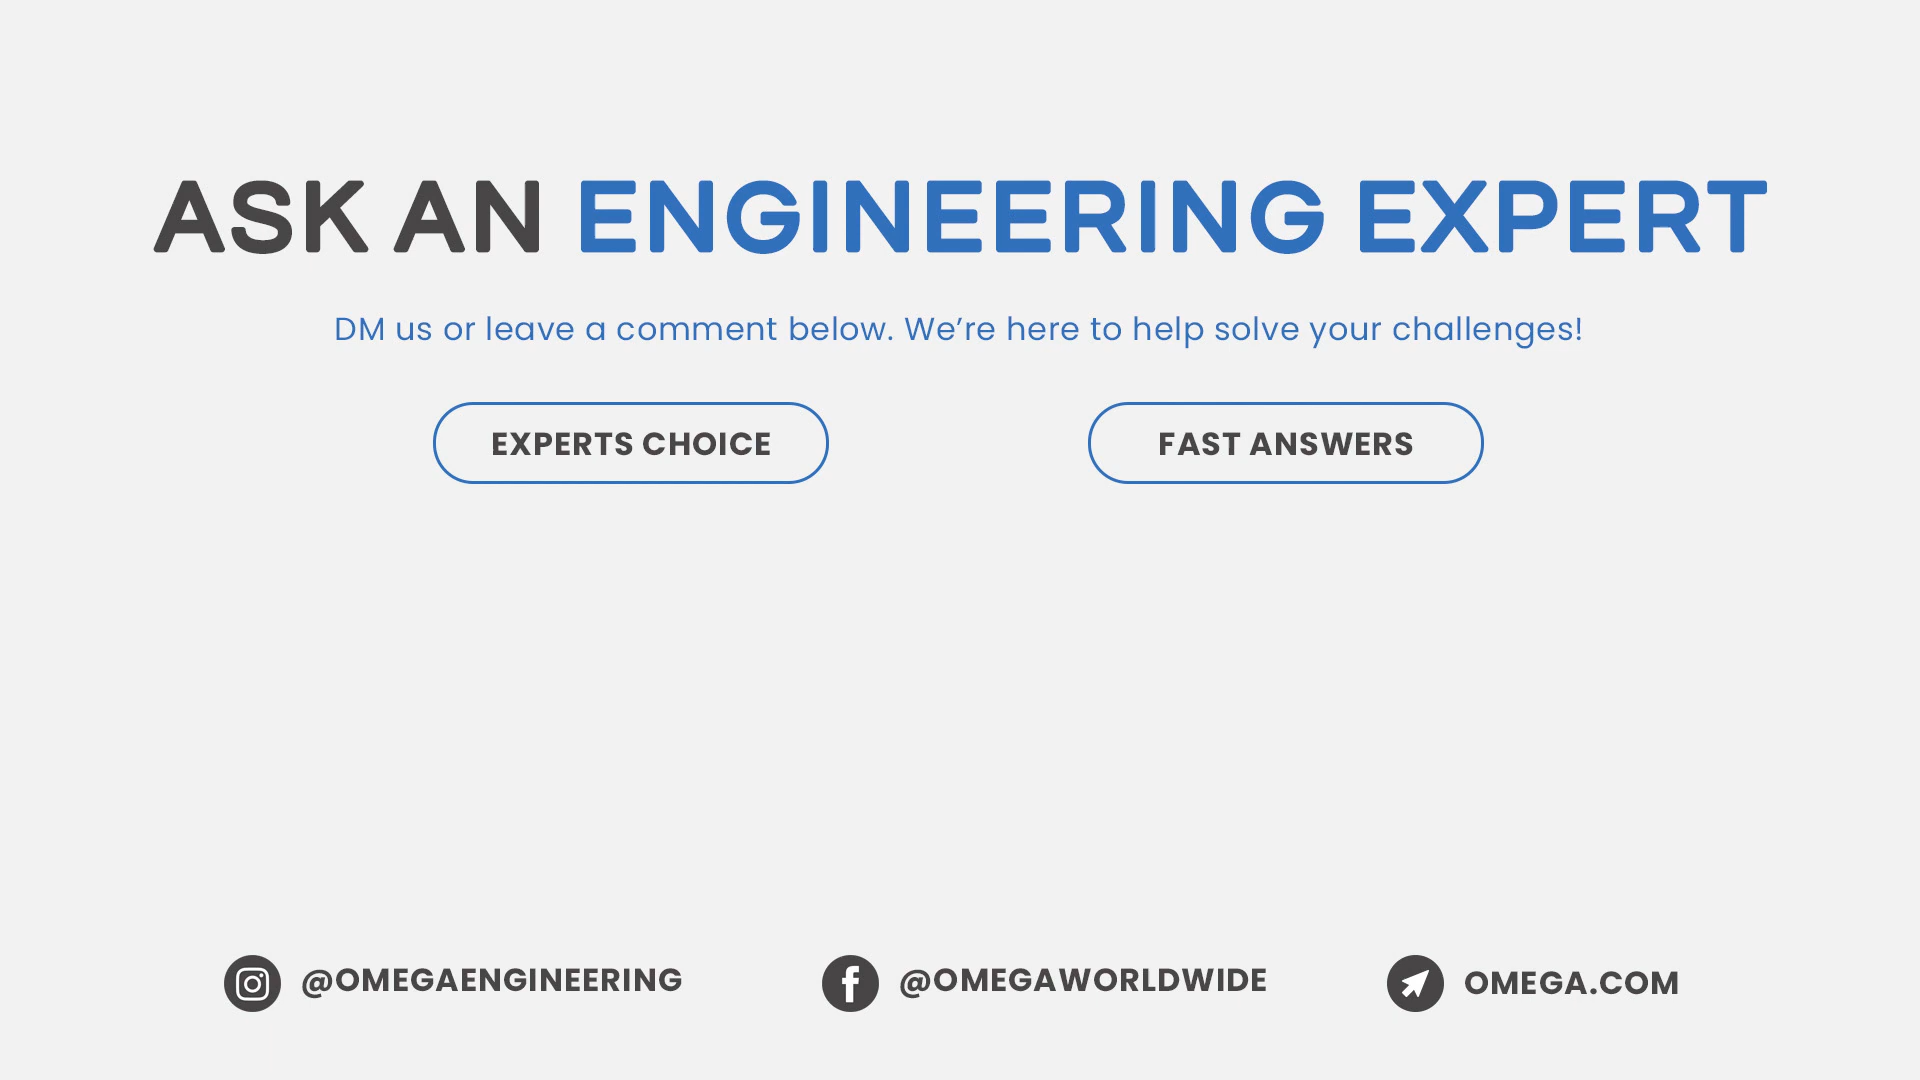 ASK AN ENGINEERING EXPERT
DM us or leave a comment below. We’re here to help solve your challenges!
EXPERTS CHOICE
FAST ANSWERS
@OMEGAENGINEERING
@OMEGAWORLDWIDE
OMEGA.COM